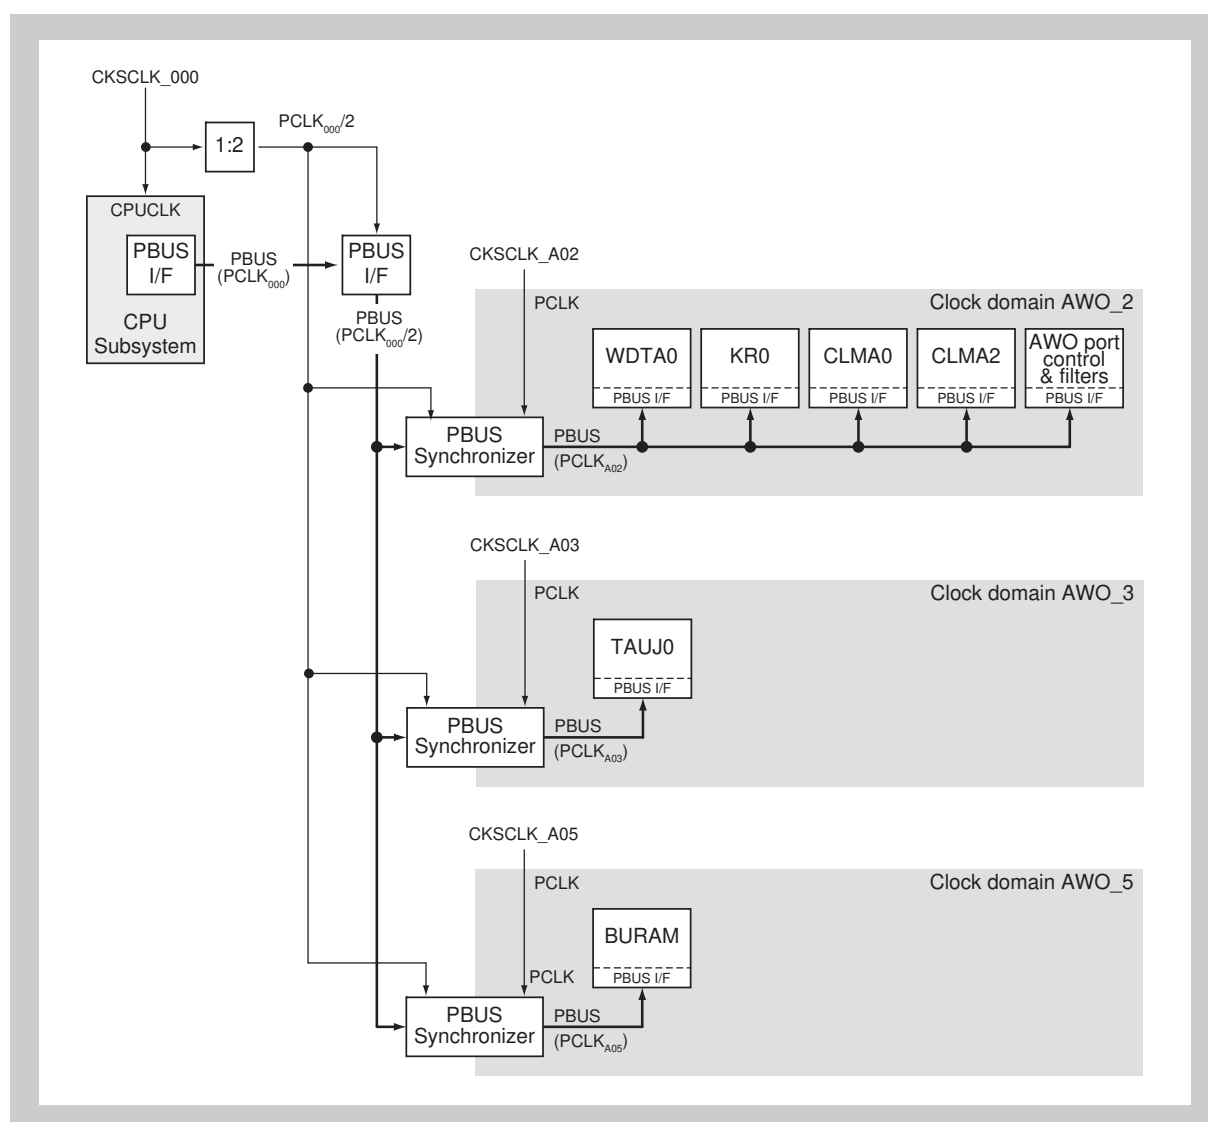 CKSCLK_000
PCLK000/2
1:2
CPUCLK
PBUS
I/F
CPU
Subsystem
PBUS
(PCLK000)
PBUS
I/F
PBUS
(PCLK000/2)
CKSCLK_A02
PCLK
Clock domain AWO_2
WDTA0
PBUS I/F
KR0
PBUS I/F
CLMA0
PBUS I/F
CLMA2
PBUS I/F
AWO port
control
& filters
PBUS I/F
PBUS
Synchronizer
PBUS
(PCLKA02)
CKSCLK_A03
PCLK
Clock domain AWO_3
TAUJ0
PBUS I/F
PBUS
Synchronizer
PBUS
(PCLKA03)
CKSCLK_A05
PCLK
Clock domain AWO_5
BURAM
PBUS I/F
PCLK
PBUS
Synchronizer
PBUS
(PCLKA05)